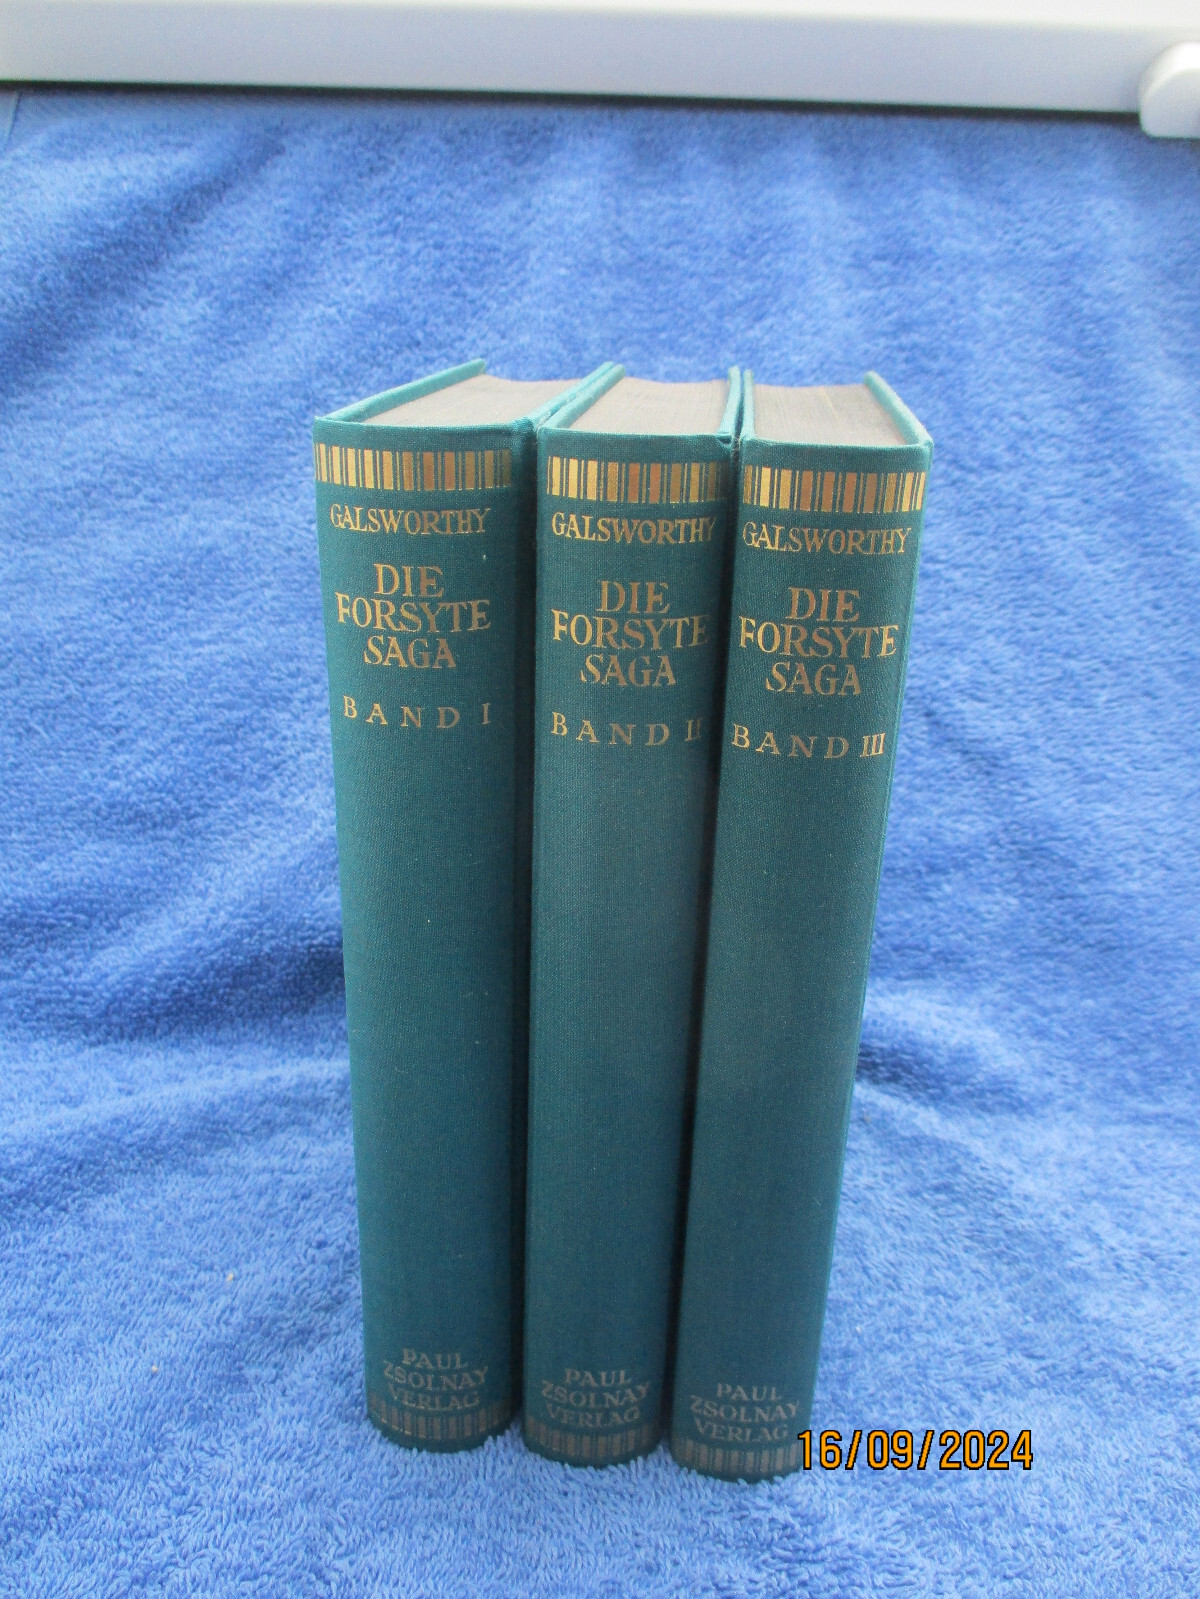 GALSWORTHY
DIE
FORSYTE
SAGA
BAND I
PAUL
ZSOLNAY
VERLAG
GALSWORTHY
DIE
FORSYTE
SAGA
BAND II
PAUL
ZSOLNAY
VERLAG
GALSWORTHY
DIE
FORSYTE
SAGA
BAND III
PAUL
ZSOLNAY
VERLAG
16/09/2024